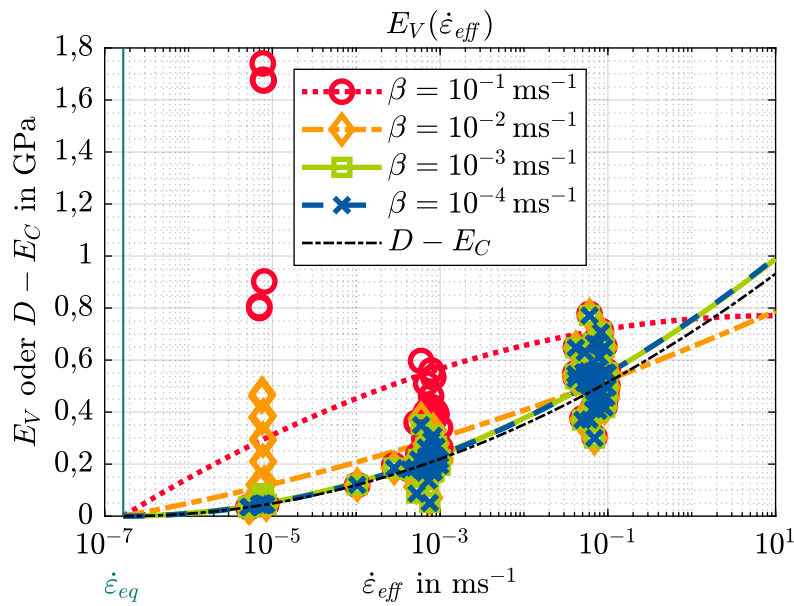 E_V(ε̇_eff)
E_V oder D − E_C in GPa
1,8
1,6
1,4
1,2
1
0,8
0,6
0,4
0,2
0
β = 10⁻¹ ms⁻¹
β = 10⁻² ms⁻¹
β = 10⁻³ ms⁻¹
β = 10⁻⁴ ms⁻¹
D − E_C
10⁻⁷ 10⁻⁵ 10⁻³ 10⁻¹ 10¹
ε̇_eq ε̇_eff in ms⁻¹